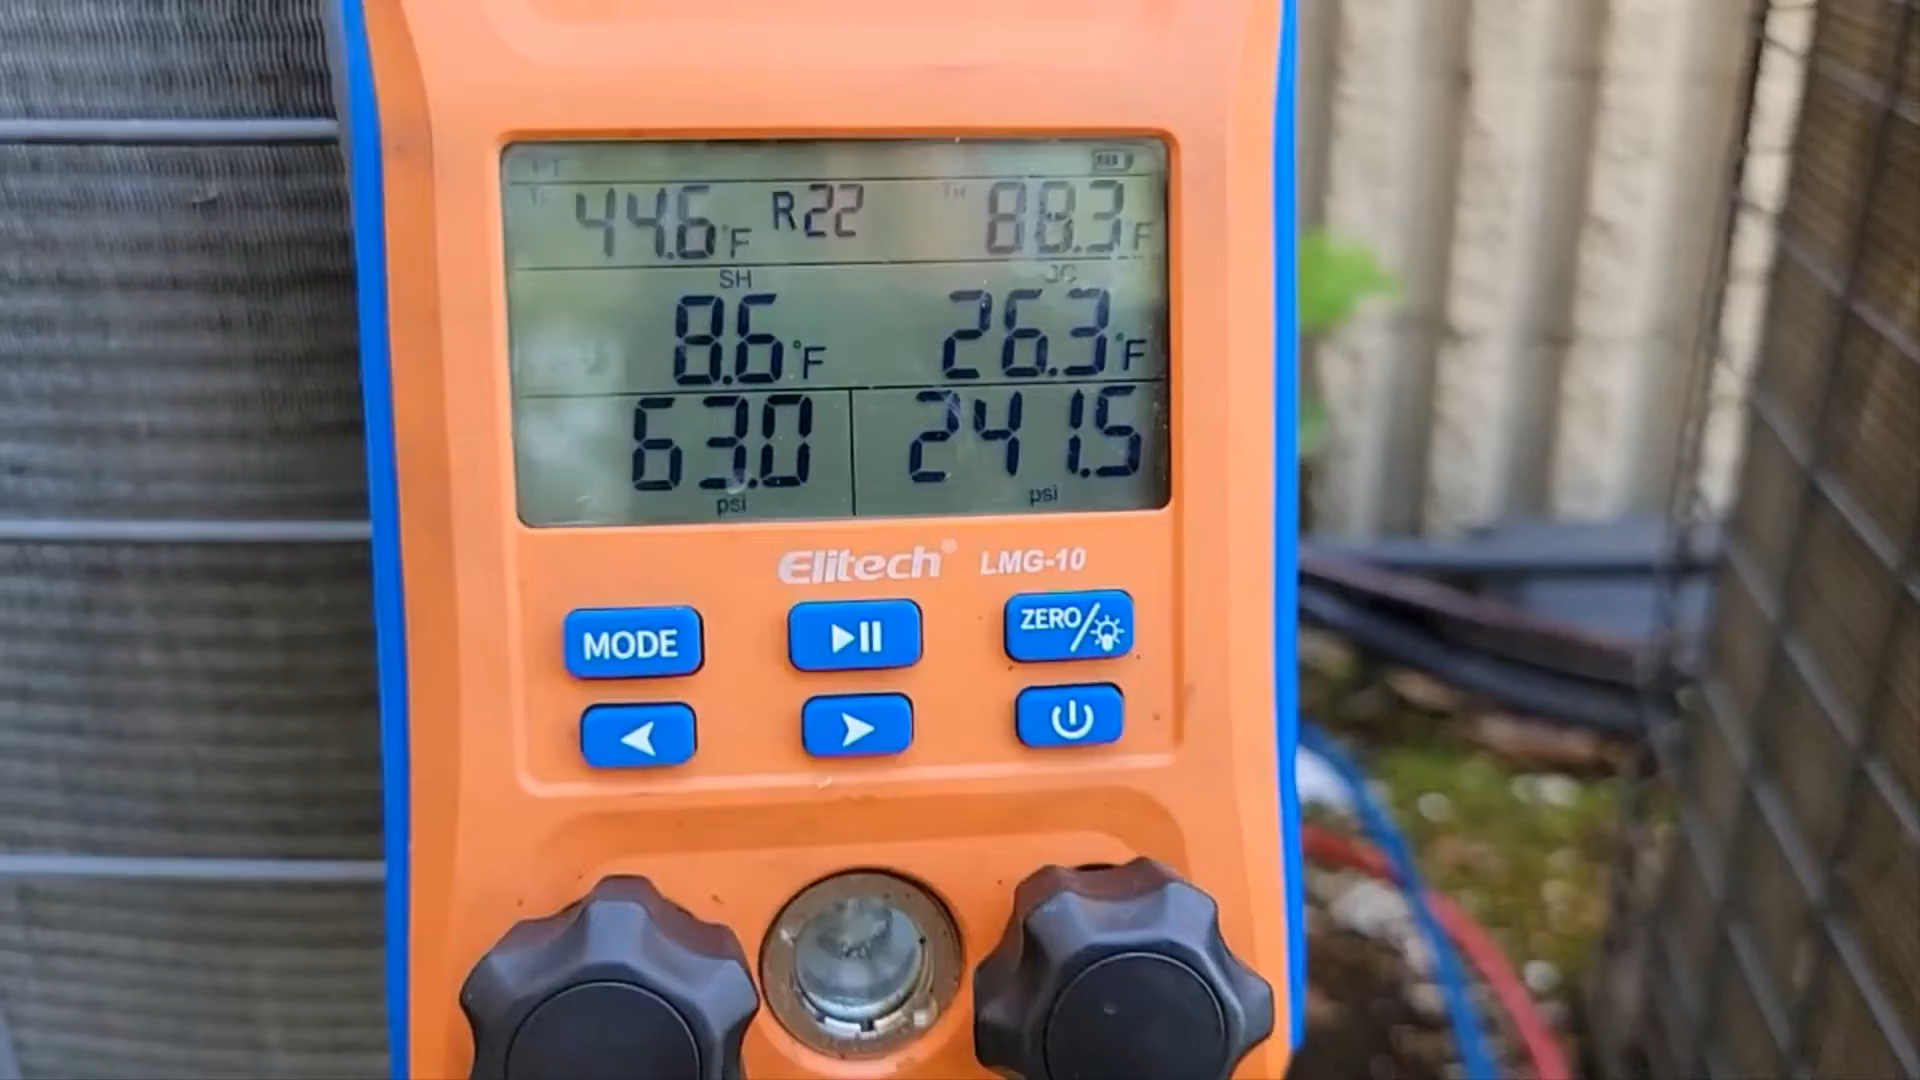 44.6°F R22 TH 88.3°F
SH
8.6°F 26.3°F
63.0 241.5
psi psi
Elitech® LMG-10
MODE ZERO/